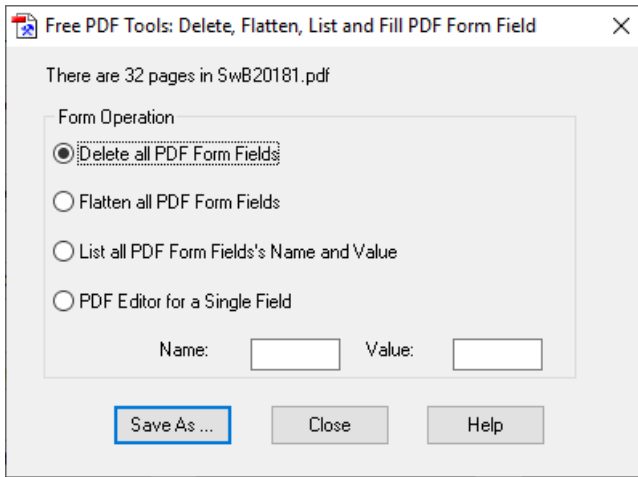 Free PDF Tools: Delete, Flatten, List and Fill PDF Form Field
There are 32 pages in SwB20181.pdf
Form Operation
Delete all PDF Form Fields
Flatten all PDF Form Fields
List all PDF Form Fields's Name and Value
PDF Editor for a Single Field
Name: Value:
Save As ... Close Help